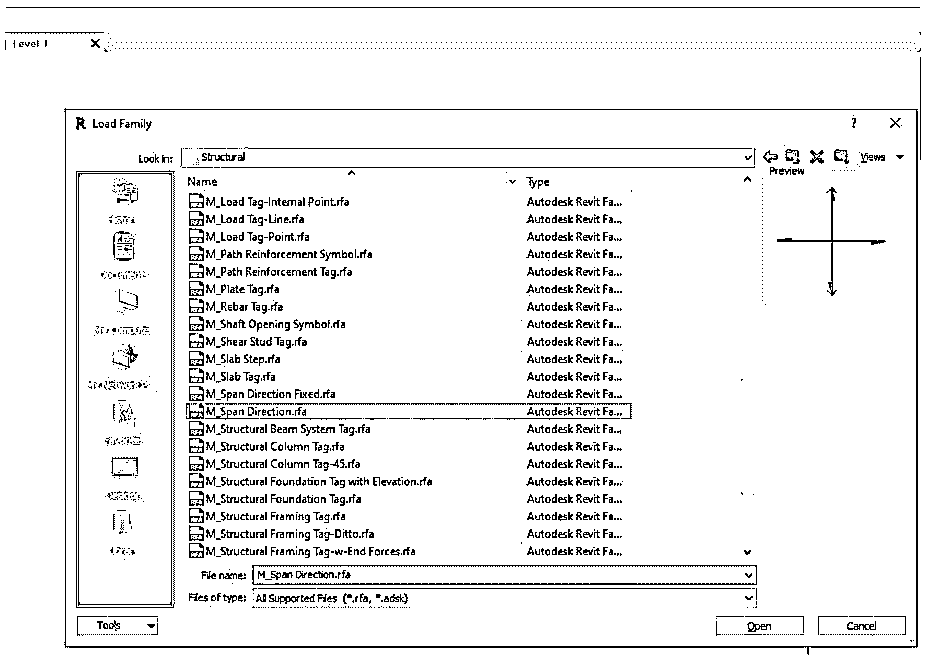 Level 1
Load Family
?
Look in:
Structural
Views
Preview
Name Type
M_Load Tag-Internal Point.rfa Autodesk Revit Fa...
M_Load Tag-Line.rfa Autodesk Revit Fa...
M_Load Tag-Point.rfa Autodesk Revit Fa...
M_Path Reinforcement Symbol.rfa Autodesk Revit Fa...
M_Path Reinforcement Tag.rfa Autodesk Revit Fa...
M_Plate Tag.rfa Autodesk Revit Fa...
M_Rebar Tag.rfa Autodesk Revit Fa...
M_Shaft Opening Symbol.rfa Autodesk Revit Fa...
M_Shear Stud Tag.rfa Autodesk Revit Fa...
M_Slab Step.rfa Autodesk Revit Fa...
M_Slab Tag.rfa Autodesk Revit Fa...
M_Span Direction Fixed.rfa Autodesk Revit Fa...
M_Span Direction.rfa Autodesk Revit Fa...
M_Structural Beam System Tag.rfa Autodesk Revit Fa...
M_Structural Column Tag.rfa Autodesk Revit Fa...
M_Structural Column Tag-45.rfa Autodesk Revit Fa...
M_Structural Foundation Tag with Elevation.rfa Autodesk Revit Fa...
M_Structural Foundation Tag.rfa Autodesk Revit Fa...
M_Structural Framing Tag.rfa Autodesk Revit Fa...
M_Structural Framing Tag-Ditto.rfa Autodesk Revit Fa...
M_Structural Framing Tag-w-End Forces.rfa Autodesk Revit Fa...
File name: M_Span Direction.rfa
Files of type: All Supported Files (*.rfa, *.adsk)
Tools Open Cancel